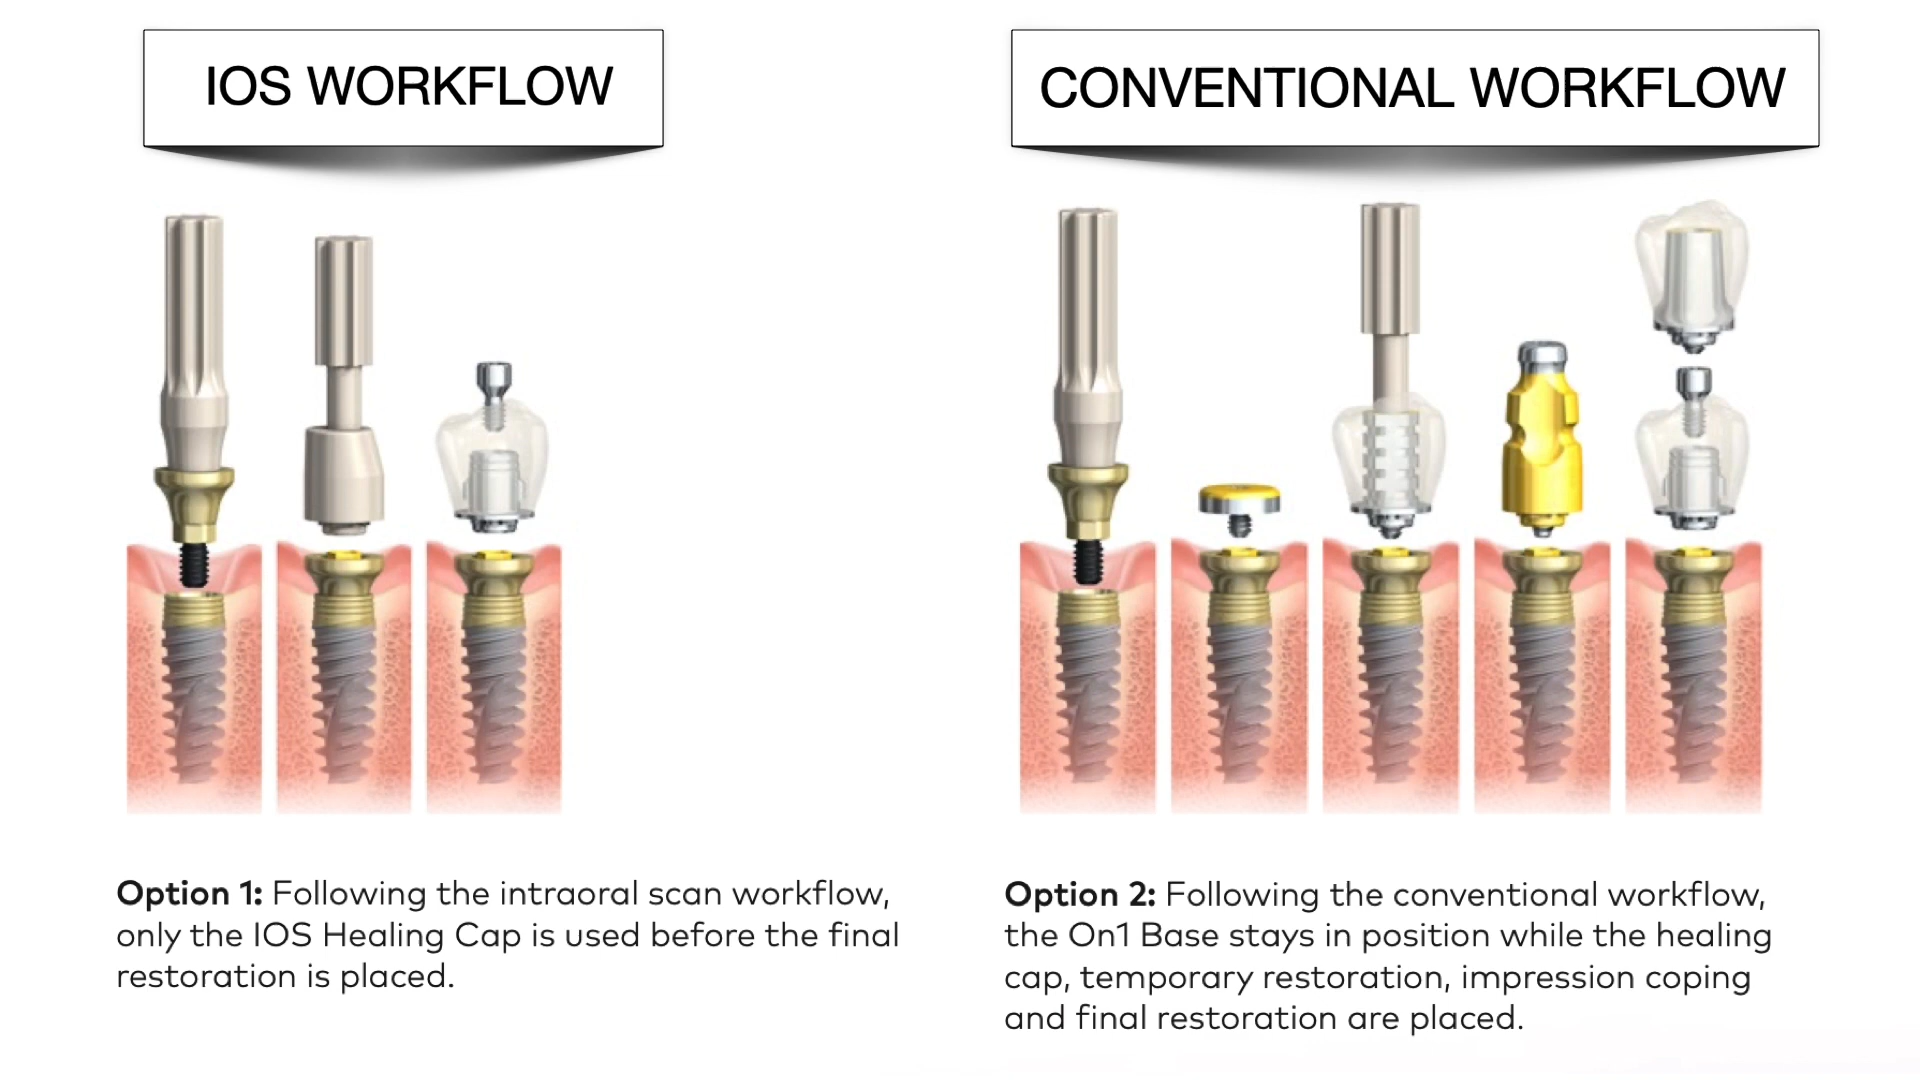 IOS WORKFLOW
CONVENTIONAL WORKFLOW
Option 1: Following the intraoral scan workflow,
only the IOS Healing Cap is used before the final
restoration is placed.
Option 2: Following the conventional workflow,
the On1 Base stays in position while the healing
cap, temporary restoration, impression coping
and final restoration are placed.